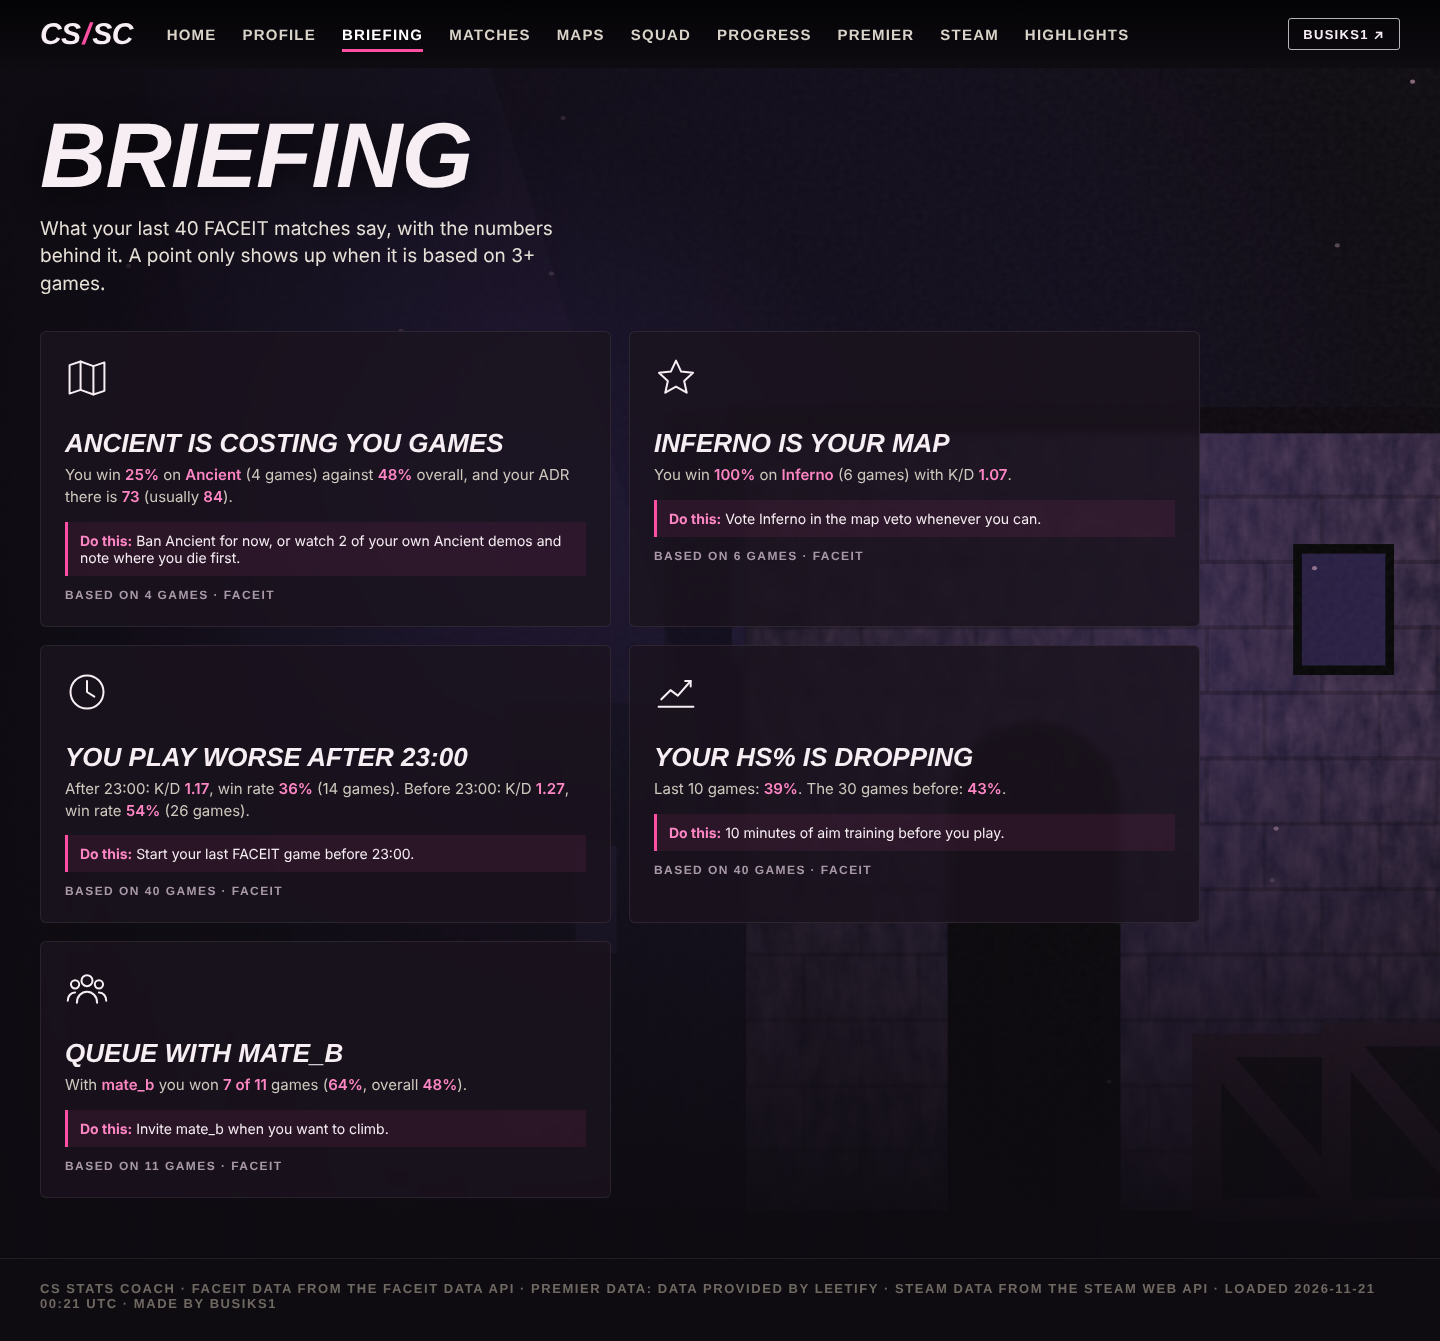 CS/SC HOME PROFILE BRIEFING MATCHES MAPS SQUAD PROGRESS PREMIER STEAM HIGHLIGHTS BUSIKS1 ↗
BRIEFING
What your last 40 FACEIT matches say, with the numbers
behind it. A point only shows up when it is based on 3+
games.
ANCIENT IS COSTING YOU GAMES
You win 25% on Ancient (4 games) against 48% overall, and your ADR
there is 73 (usually 84).
Do this: Ban Ancient for now, or watch 2 of your own Ancient demos and
note where you die first.
BASED ON 4 GAMES · FACEIT
INFERNO IS YOUR MAP
You win 100% on Inferno (6 games) with K/D 1.07.
Do this: Vote Inferno in the map veto whenever you can.
BASED ON 6 GAMES · FACEIT
YOU PLAY WORSE AFTER 23:00
After 23:00: K/D 1.17, win rate 36% (14 games). Before 23:00: K/D 1.27,
win rate 54% (26 games).
Do this: Start your last FACEIT game before 23:00.
BASED ON 40 GAMES · FACEIT
YOUR HS% IS DROPPING
Last 10 games: 39%. The 30 games before: 43%.
Do this: 10 minutes of aim training before you play.
BASED ON 40 GAMES · FACEIT
QUEUE WITH MATE_B
With mate_b you won 7 of 11 games (64%, overall 48%).
Do this: Invite mate_b when you want to climb.
BASED ON 11 GAMES · FACEIT
CS STATS COACH · FACEIT DATA FROM THE FACEIT DATA API · PREMIER DATA: DATA PROVIDED BY LEETIFY · STEAM DATA FROM THE STEAM WEB API · LOADED 2026-11-21
00:21 UTC · MADE BY BUSIKS1